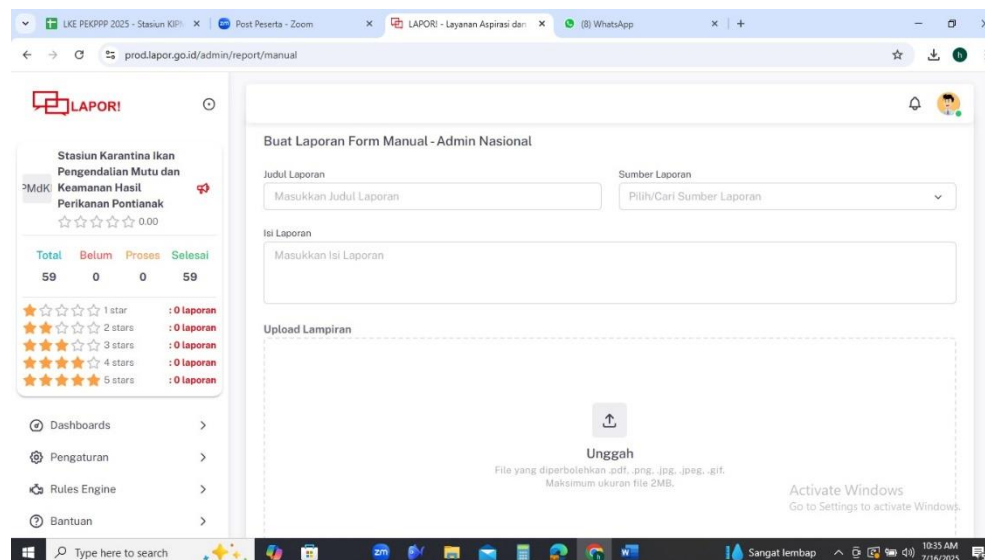 LKE PEKPPP 2025 - Stasiun KIPM
Post Peserta - Zoom
LAPOR! - Layanan Aspirasi dan
(8) WhatsApp
prod.lapor.go.id/admin/report/manual
h
LAPOR!
Stasiun Karantina Ikan
Pengendalian Mutu dan
Keamanan Hasil
Perikanan Pontianak
0.00
Total Belum Proses Selesai
59 0 0 59
1 star : 0 laporan
2 stars : 0 laporan
3 stars : 0 laporan
4 stars : 0 laporan
5 stars : 0 laporan
Dashboards
Pengaturan
Rules Engine
Bantuan
Buat Laporan Form Manual - Admin Nasional
Judul Laporan
Masukkan Judul Laporan
Sumber Laporan
Pilih/Cari Sumber Laporan
Isi Laporan
Masukkan Isi Laporan
Upload Lampiran
Unggah
File yang diperbolehkan .pdf, .png, .jpg, .jpeg, .gif.
Maksimum ukuran file 2MB.
Activate Windows
Go to Settings to activate Windows.
Type here to search
zm
Sangat lembap
10:35 AM
7/16/2025